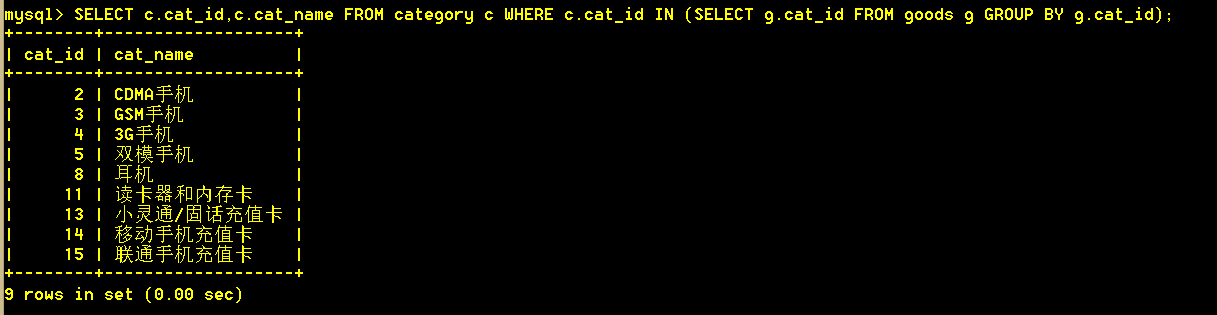 mysql> SELECT c.cat_id,c.cat_name FROM category c WHERE c.cat_id IN (SELECT g.cat_id FROM goods g GROUP BY g.cat_id);
+--------+-------------------+
| cat_id | cat_name          |
+--------+-------------------+
|      2 | CDMA手机          |
|      3 | GSM手机           |
|      4 | 3G手机            |
|      5 | 双模手机          |
|      8 | 耳机              |
|     11 | 读卡器和内存卡    |
|     13 | 小灵通/固话充值卡 |
|     14 | 移动手机充值卡    |
|     15 | 联通手机充值卡    |
+--------+-------------------+
9 rows in set (0.00 sec)